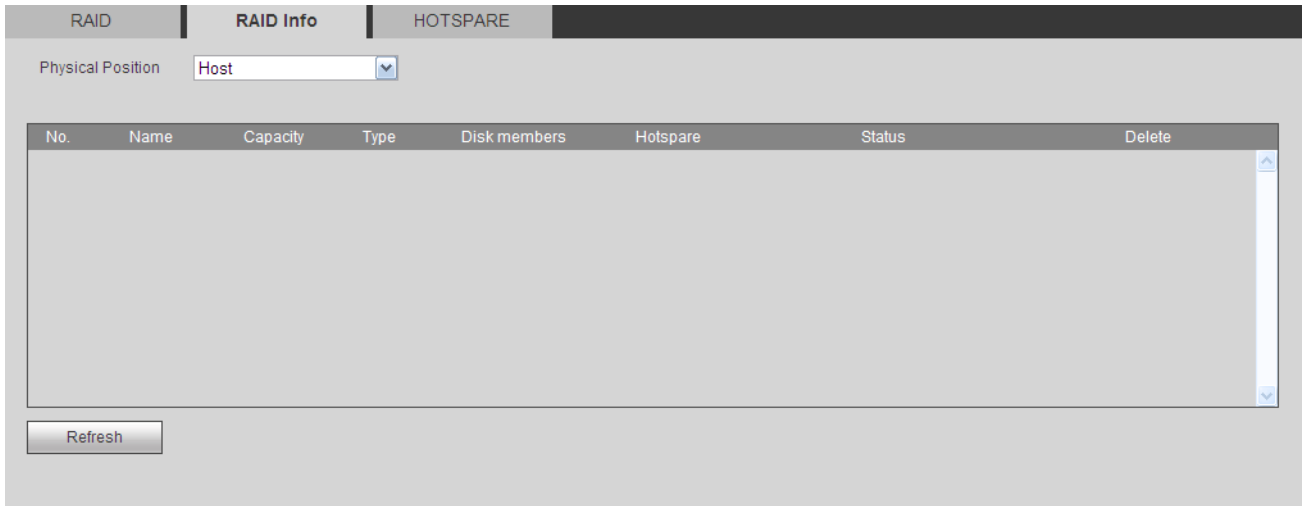 RAID RAID Info HOTSPARE
Physical Position Host
No. Name Capacity Type Disk members Hotspare Status Delete
Refresh